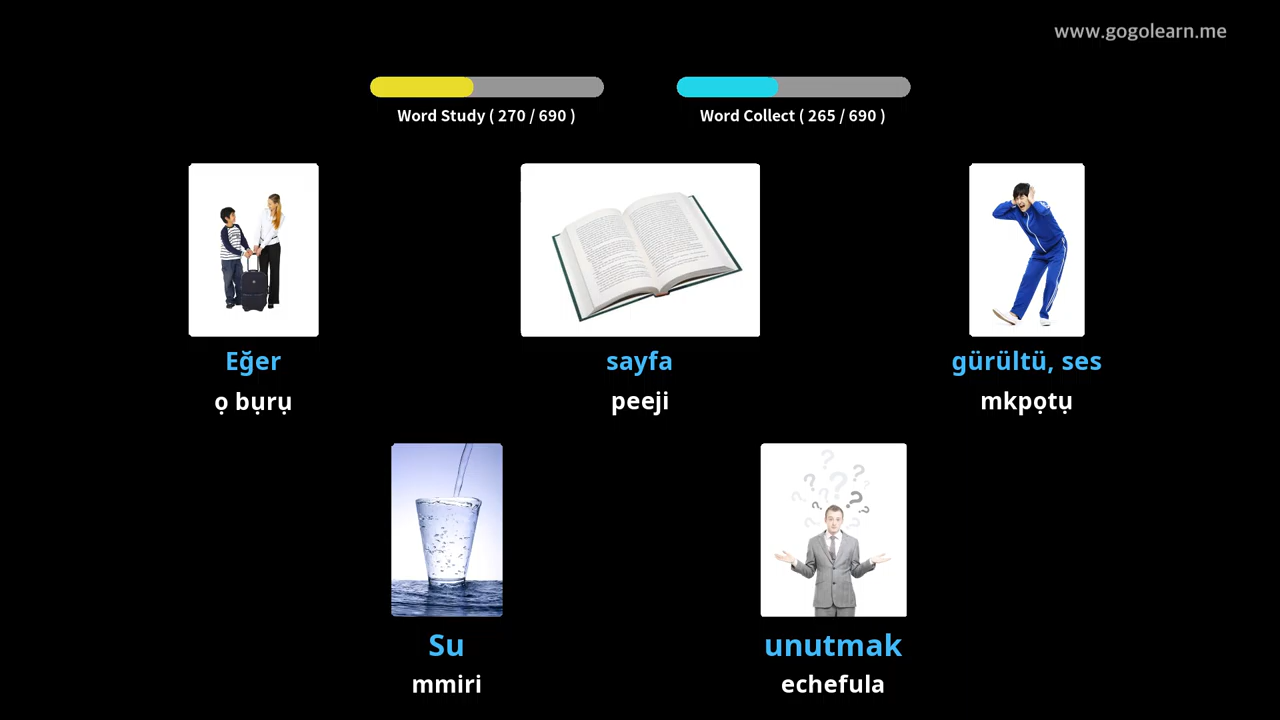 www.gogolearn.me
Word Study ( 270 / 690 )
Word Collect ( 265 / 690 )
Eğer
ọ bụrụ
sayfa
peeji
gürültü, ses
mkpọtụ
Su
mmiri
unutmak
echefula